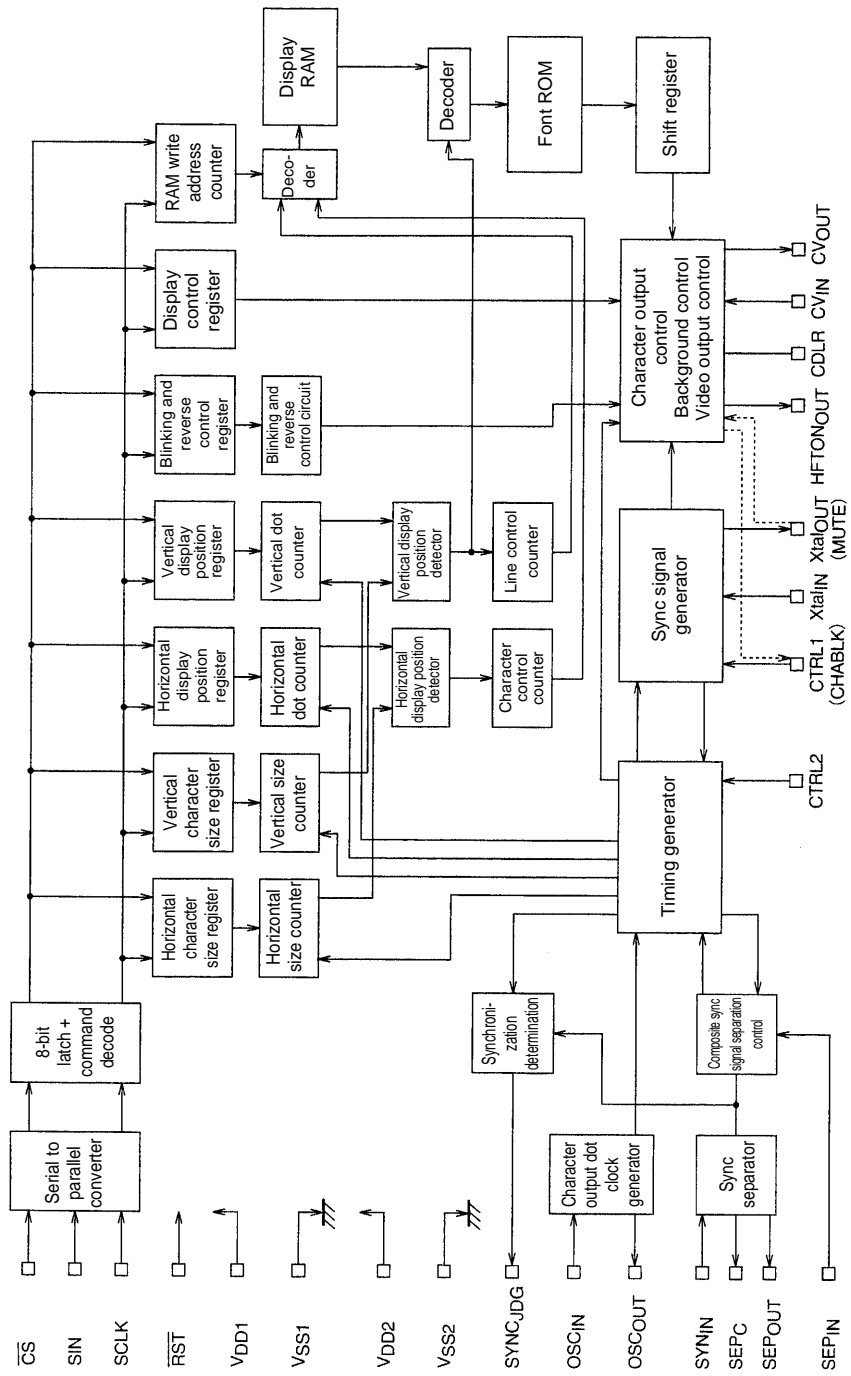 CS
SIN
SCLK
RST
VDD1
VSS1
VDD2
VSS2
SYNCJDG
OSCIN
OSCOUT
SYNIN
SEPC
SEPOUT
SEPIN
Serial to
parallel
converter
8-bit
latch +
command
decode
Horizontal
character
size register
Vertical
character
size register
Horizontal
display
position
register
Vertical
display
position
register
Blinking and
reverse
control
register
Display
control
register
RAM write
address
counter
Horizontal
size counter
Vertical size
counter
Horizontal
dot counter
Vertical dot
counter
Blinking and
reverse
control circuit
Deco-
der
Display
RAM
Horizontal
display position
detector
Vertical display
position
detector
Decoder
Character
control
counter
Line control
counter
Font ROM
Synchroni-
zation
determination
Character
output dot
clock
generator
Sync
separator
Composite sync
signal separation
control
Timing generator
Sync signal
generator
Character output
control
Background control
Video output control
Shift register
CTRL2
CTRL1
(CHABLK)
XtalIN
XtalOUT
(MUTE)
HFTONOUT
CDLR
CVIN
CVOUT